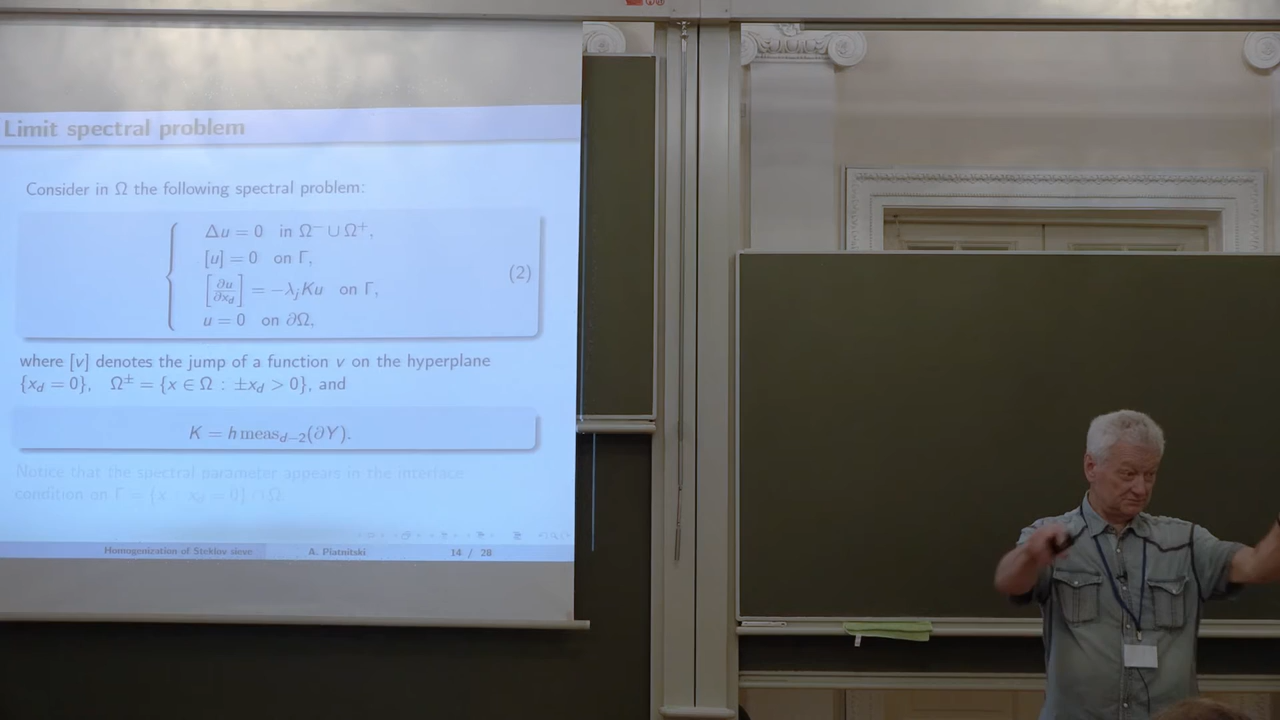 Limit spectral problem
Consider in Ω the following spectral problem:
Δu = 0 in Ω⁻ ∪ Ω⁺,
[u] = 0 on Γ,
[∂u/∂x_d] = −λ_j Ku on Γ,
u = 0 on ∂Ω,
(2)
where [v] denotes the jump of a function v on the hyperplane
{x_d = 0}, Ω^± = {x ∈ Ω : ±x_d > 0}, and
K = h meas_{d−2}(∂Y).
Notice that the spectral parameter appears in the interface
condition on Γ = {x : x_d = 0} ∩ Ω
Homogenization of Steklov sieve A. Piatnitski 14 / 28